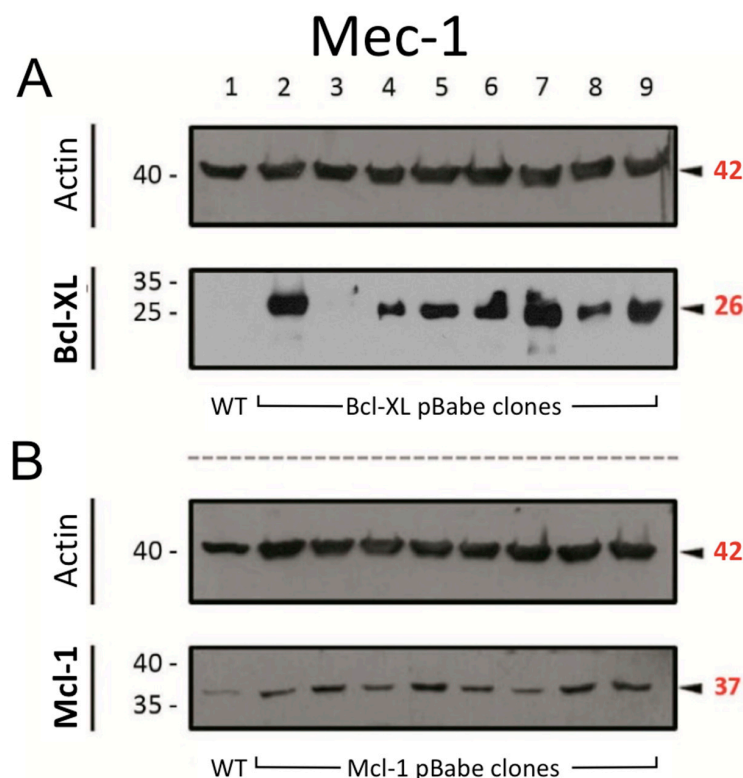 Mec-1
A
1 2 3 4 5 6 7 8 9
Actin
40 -
42
Bcl-XL
35 -
25 -
26
WT Bcl-XL pBabe clones
B
Actin
40 -
42
Mcl-1
40 -
35 -
37
WT Mcl-1 pBabe clones